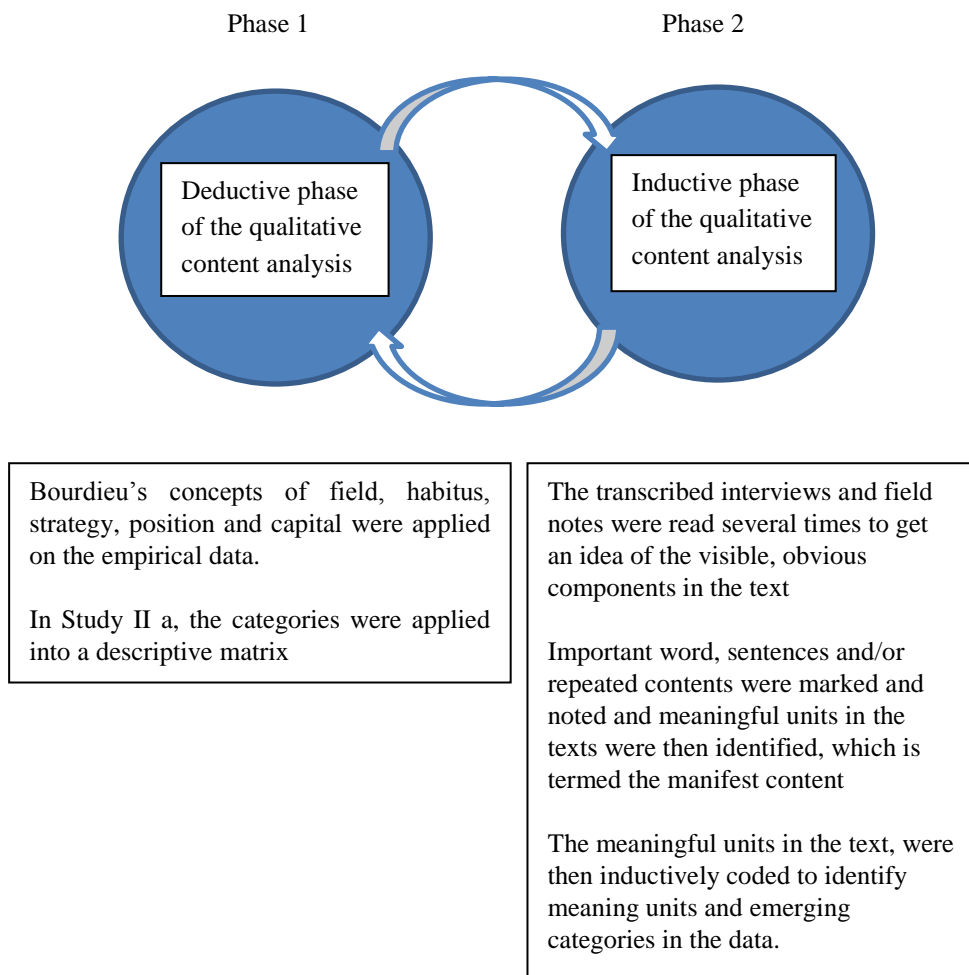 Phase 1
Phase 2
Deductive phase
of the qualitative
content analysis
Inductive phase
of the qualitative
content analysis
Bourdieu's concepts of field, habitus,
strategy, position and capital were applied
on the empirical data.
In Study II a, the categories were applied
into a descriptive matrix
The transcribed interviews and field
notes were read several times to get
an idea of the visible, obvious
components in the text
Important word, sentences and/or
repeated contents were marked and
noted and meaningful units in the
texts were then identified, which is
termed the manifest content
The meaningful units in the text, were
then inductively coded to identify
meaning units and emerging
categories in the data.